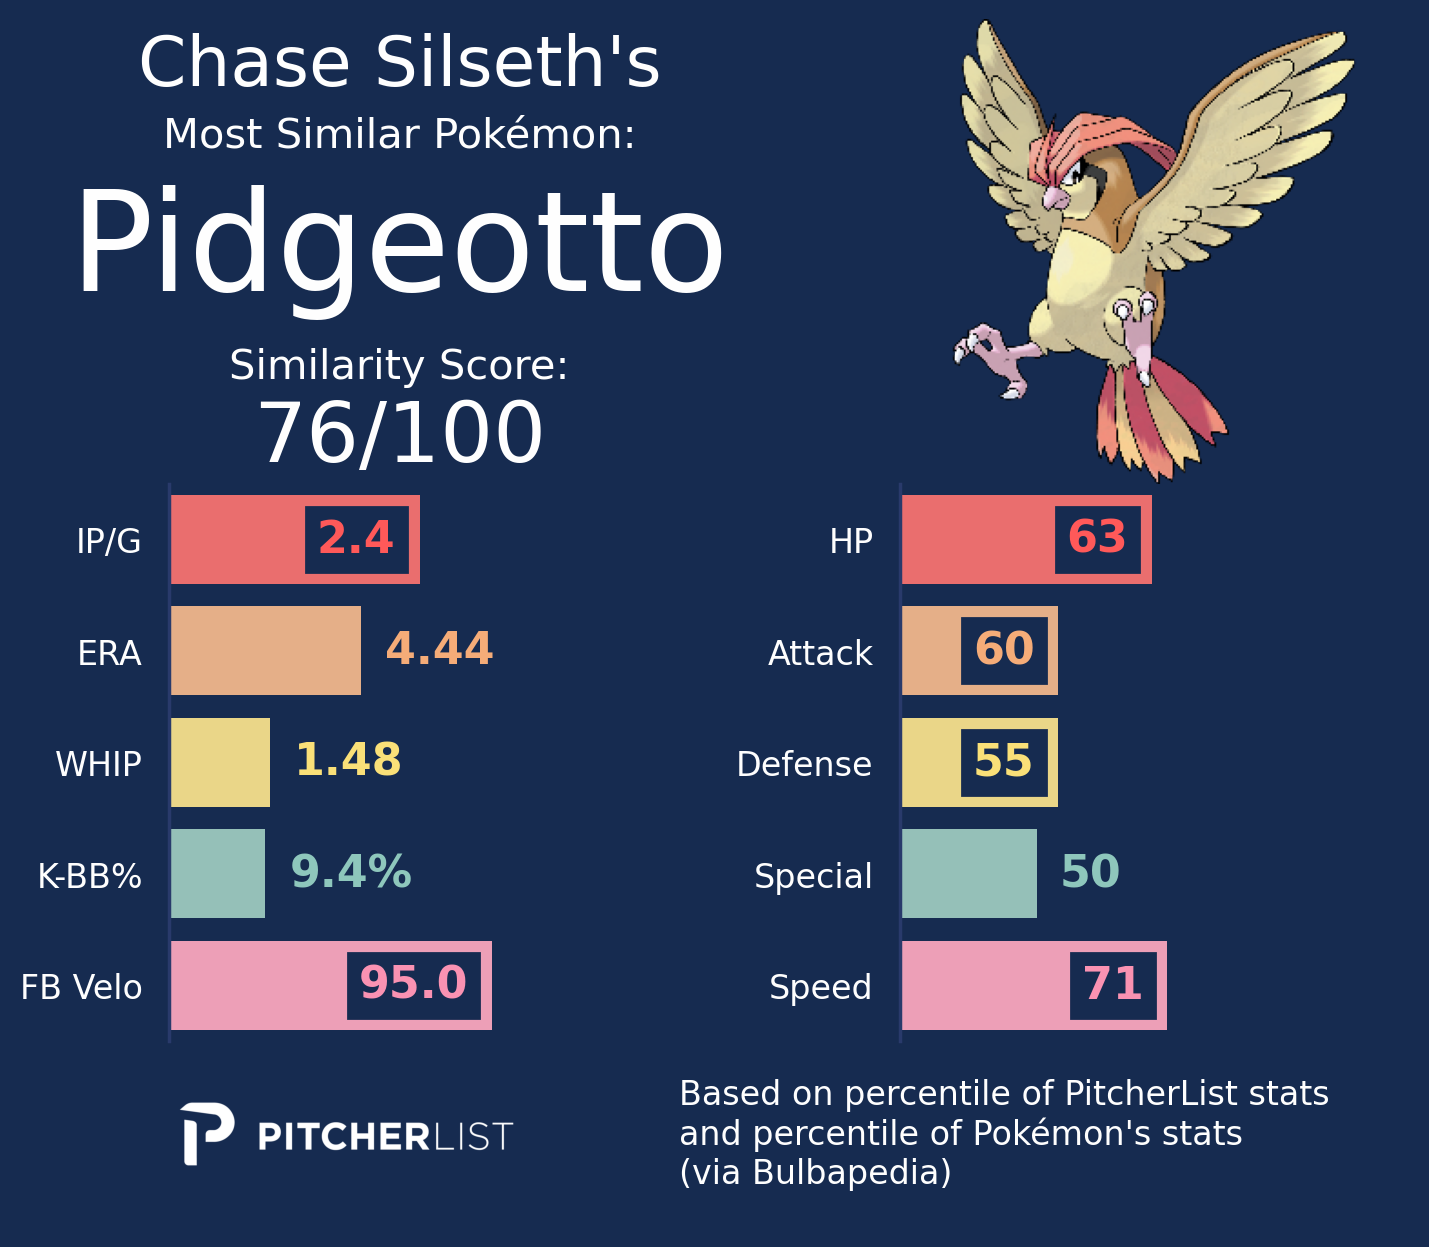 Chase Silseth's
Most Similar Pokémon:
Pidgeotto
Similarity Score:
76/100
IP/G 2.4
ERA 4.44
WHIP 1.48
K-BB% 9.4%
FB Velo 95.0
HP 63
Attack 60
Defense 55
Special 50
Speed 71
PITCHERLIST
Based on percentile of PitcherList stats
and percentile of Pokémon's stats
(via Bulbapedia)